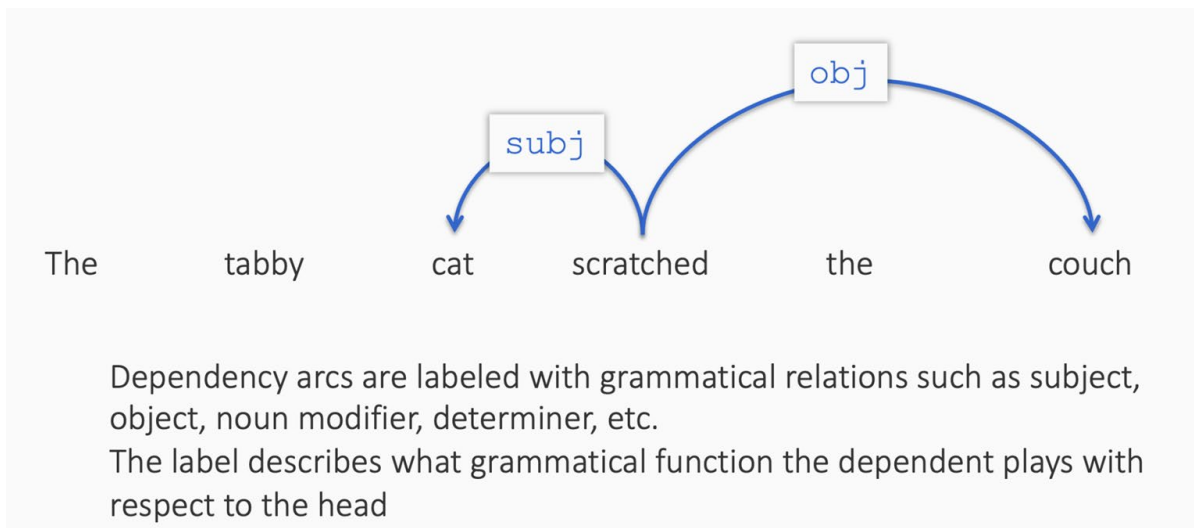 obj
subj
The tabby cat scratched the couch
Dependency arcs are labeled with grammatical relations such as subject,
object, noun modifier, determiner, etc.
The label describes what grammatical function the dependent plays with
respect to the head